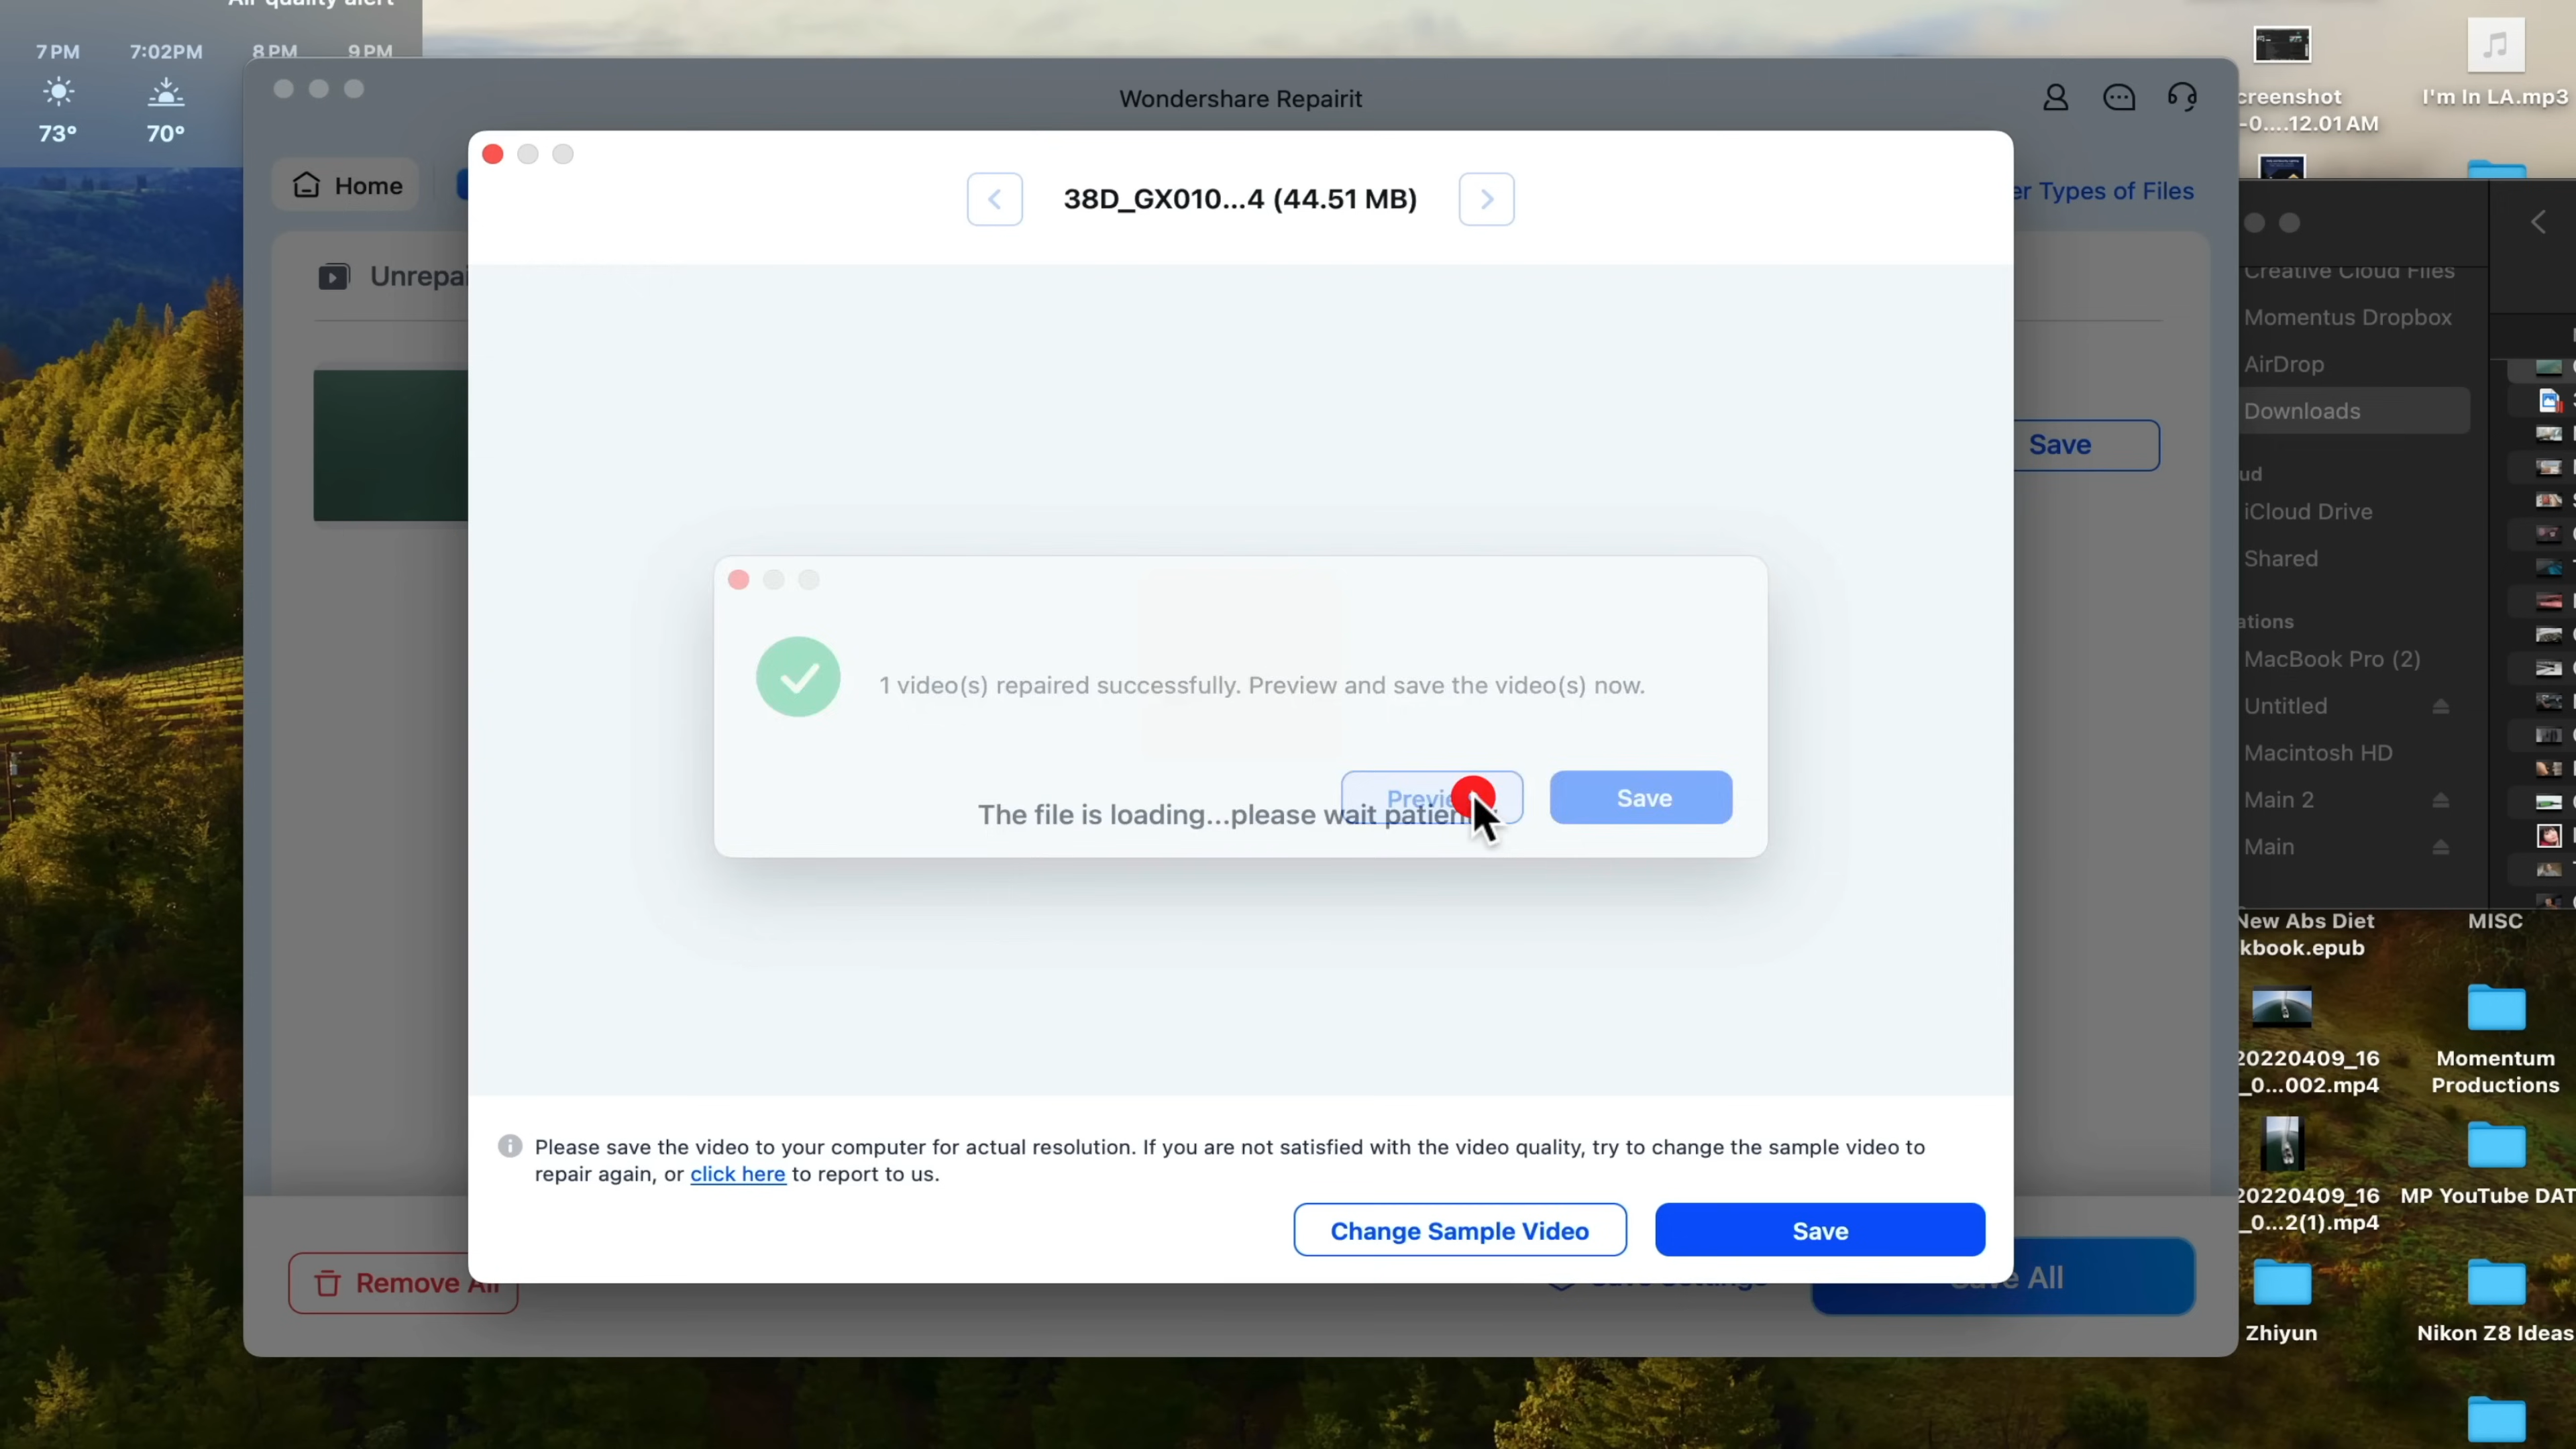 Air quality alert
7 PM 7:02PM 8 PM 9 PM
73° 70°
Wondershare Repairit
Home
er Types of Files
38D_GX010...4 (44.51 MB)
Unrepai
Save
1 video(s) repaired successfully. Preview and save the video(s) now.
Save
The file is loading...please wait
Please save the video to your computer for actual resolution. If you are not satisfied with the video quality, try to change the sample video to
repair again, or click here to report to us.
Change Sample Video
Save
Remove All
All
creenshot
-0....12.01 AM
I'm In LA.mp3
Creative Cloud Files
Momentus Dropbox
AirDrop
Downloads
ud
iCloud Drive
Shared
ations
MacBook Pro (2)
Untitled
Macintosh HD
Main 2
Main
New Abs Diet
kbook.epub
MISC
20220409_16
_0...002.mp4
Momentum
Productions
20220409_16
_0...2(1).mp4
MP YouTube DAT
Zhiyun
Nikon Z8 Ideas